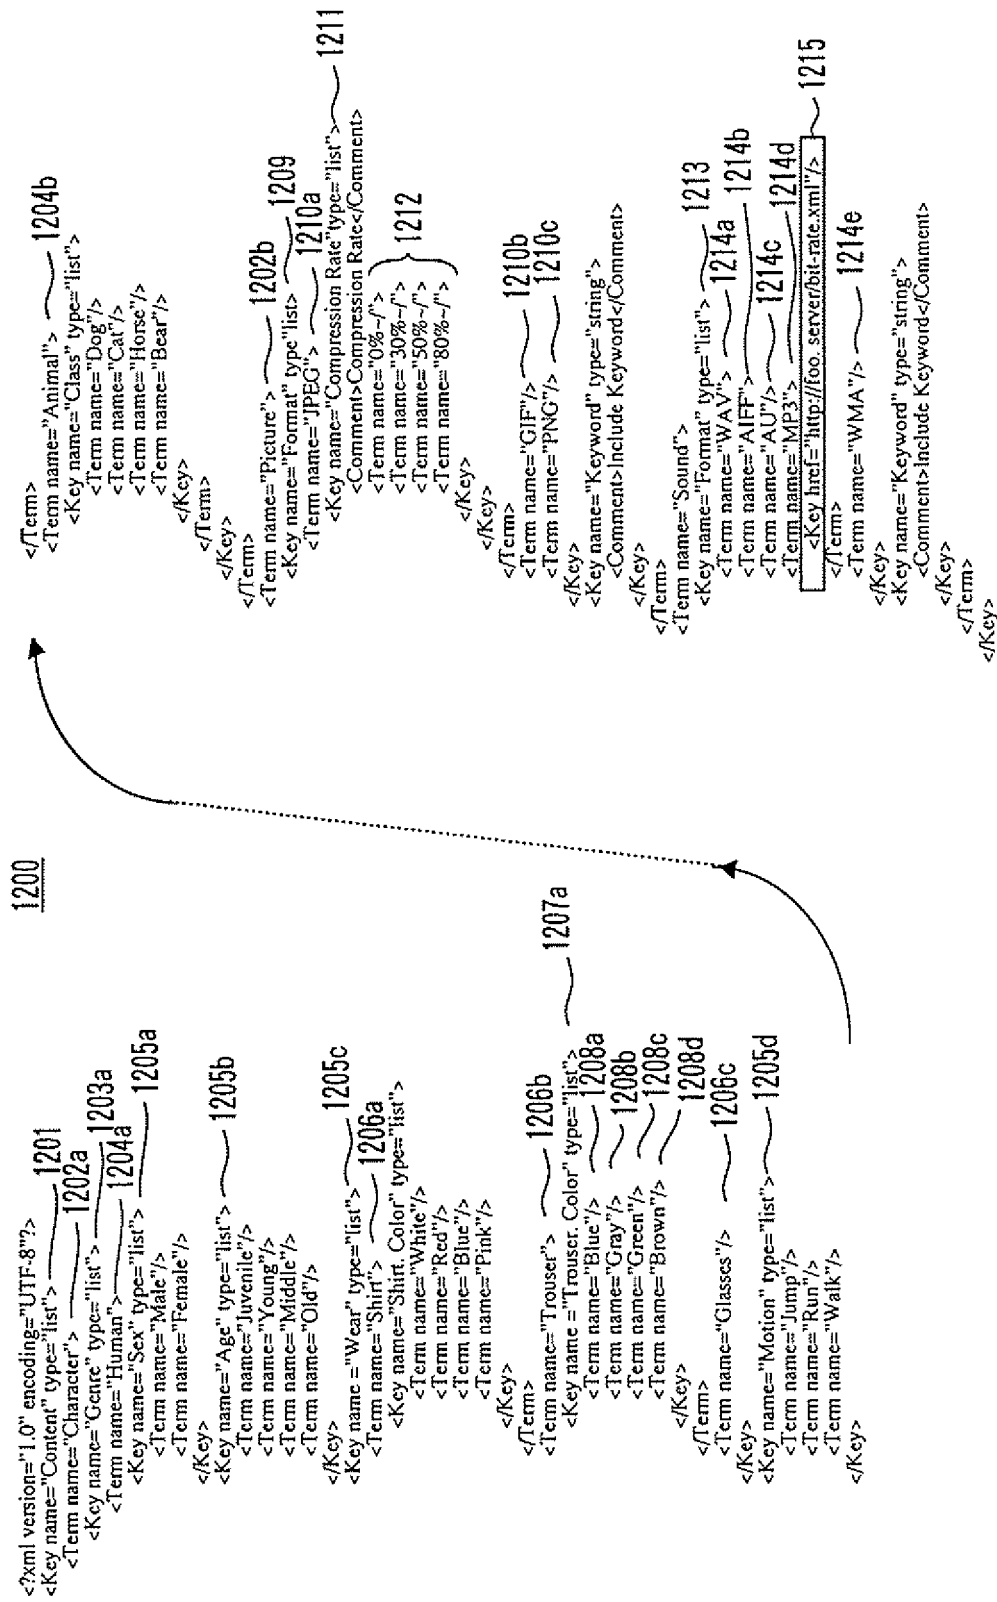 1200
<?xml version="1.0" encoding="UTF-8"?>
<Key name="Content" type="list"> 1201
<Term name="Character"> 1202a
<Key name="Genre" type="list"> 1203a
<Term name="Human"> 1204a
<Key name="Sex" type="list"> 1205a
<Term name="Male"/>
<Term name="Female"/>
</Key>
<Key name="Age" type="list"> 1205b
<Term name="Juvenile"/>
<Term name="Young"/>
<Term name="Middle"/>
<Term name="Old"/>
</Key>
<Key name = "Wear" type="list"> 1205c
<Term name="Shirt"> 1206a
<Key name="Shirt. Color" type="list">
<Term name="White"/>
<Term name="Red"/>
<Term name="Blue"/>
<Term name="Pink"/>
</Key>
</Term>
<Term name="Trouser"> 1206b
<Key name = "Trouser. Color" type="list"> 1207a
<Term name="Blue"/> 1208a
<Term name="Gray"/> 1208b
<Term name="Green"/> 1208c
<Term name="Brown"/> 1208d
</Key>
</Term>
<Term name="Glasses"/> 1206c
</Key>
<Key name="Motion" type="list"> 1205d
<Term name="Jump"/>
<Term name="Run"/>
<Term name="Walk"/>
</Key>
</Term>
<Term name="Animal"> 1204b
<Key name="Class" type="list">
<Term name="Dog"/>
<Term name="Cat"/>
<Term name="Horse"/>
<Term name="Bear"/>
</Key>
</Term>
</Key>
</Term>
<Term name="Picture"> 1202b
<Key name="Format" type"list> 1209
<Term name="JPEG"> 1210a
<Key name="Compression Rate"type="list"> 1211
<Comment>Compression Rate</Comment>
<Term name="0%~/">
<Term name="30%~/">
<Term name="50%~/"> 1212
<Term name="80%~/">
</Key>
</Key>
</Term>
<Term name="GIF"/> 1210b
<Term name="PNG"/> 1210c
</Key>
<Key name="Keyword" type="string">
<Comment>Include Keyword</Comment>
</Key>
</Term>
<Term name="Sound">
<Key name="Format" type="list"> 1213
<Term name="WAV"> 1214a
<Term name="AIFF"> 1214b
<Term name="AU"/> 1214c
<Term name="MP3"> 1214d
<Key href="http://foo. server/bit-rate.xml"/> 1215
</Term>
<Term name="WMA"/> 1214e
</Key>
<Key name="Keyword" type="string">
<Comment>Include Keyword</Comment>
</Key>
</Term>
</Key>